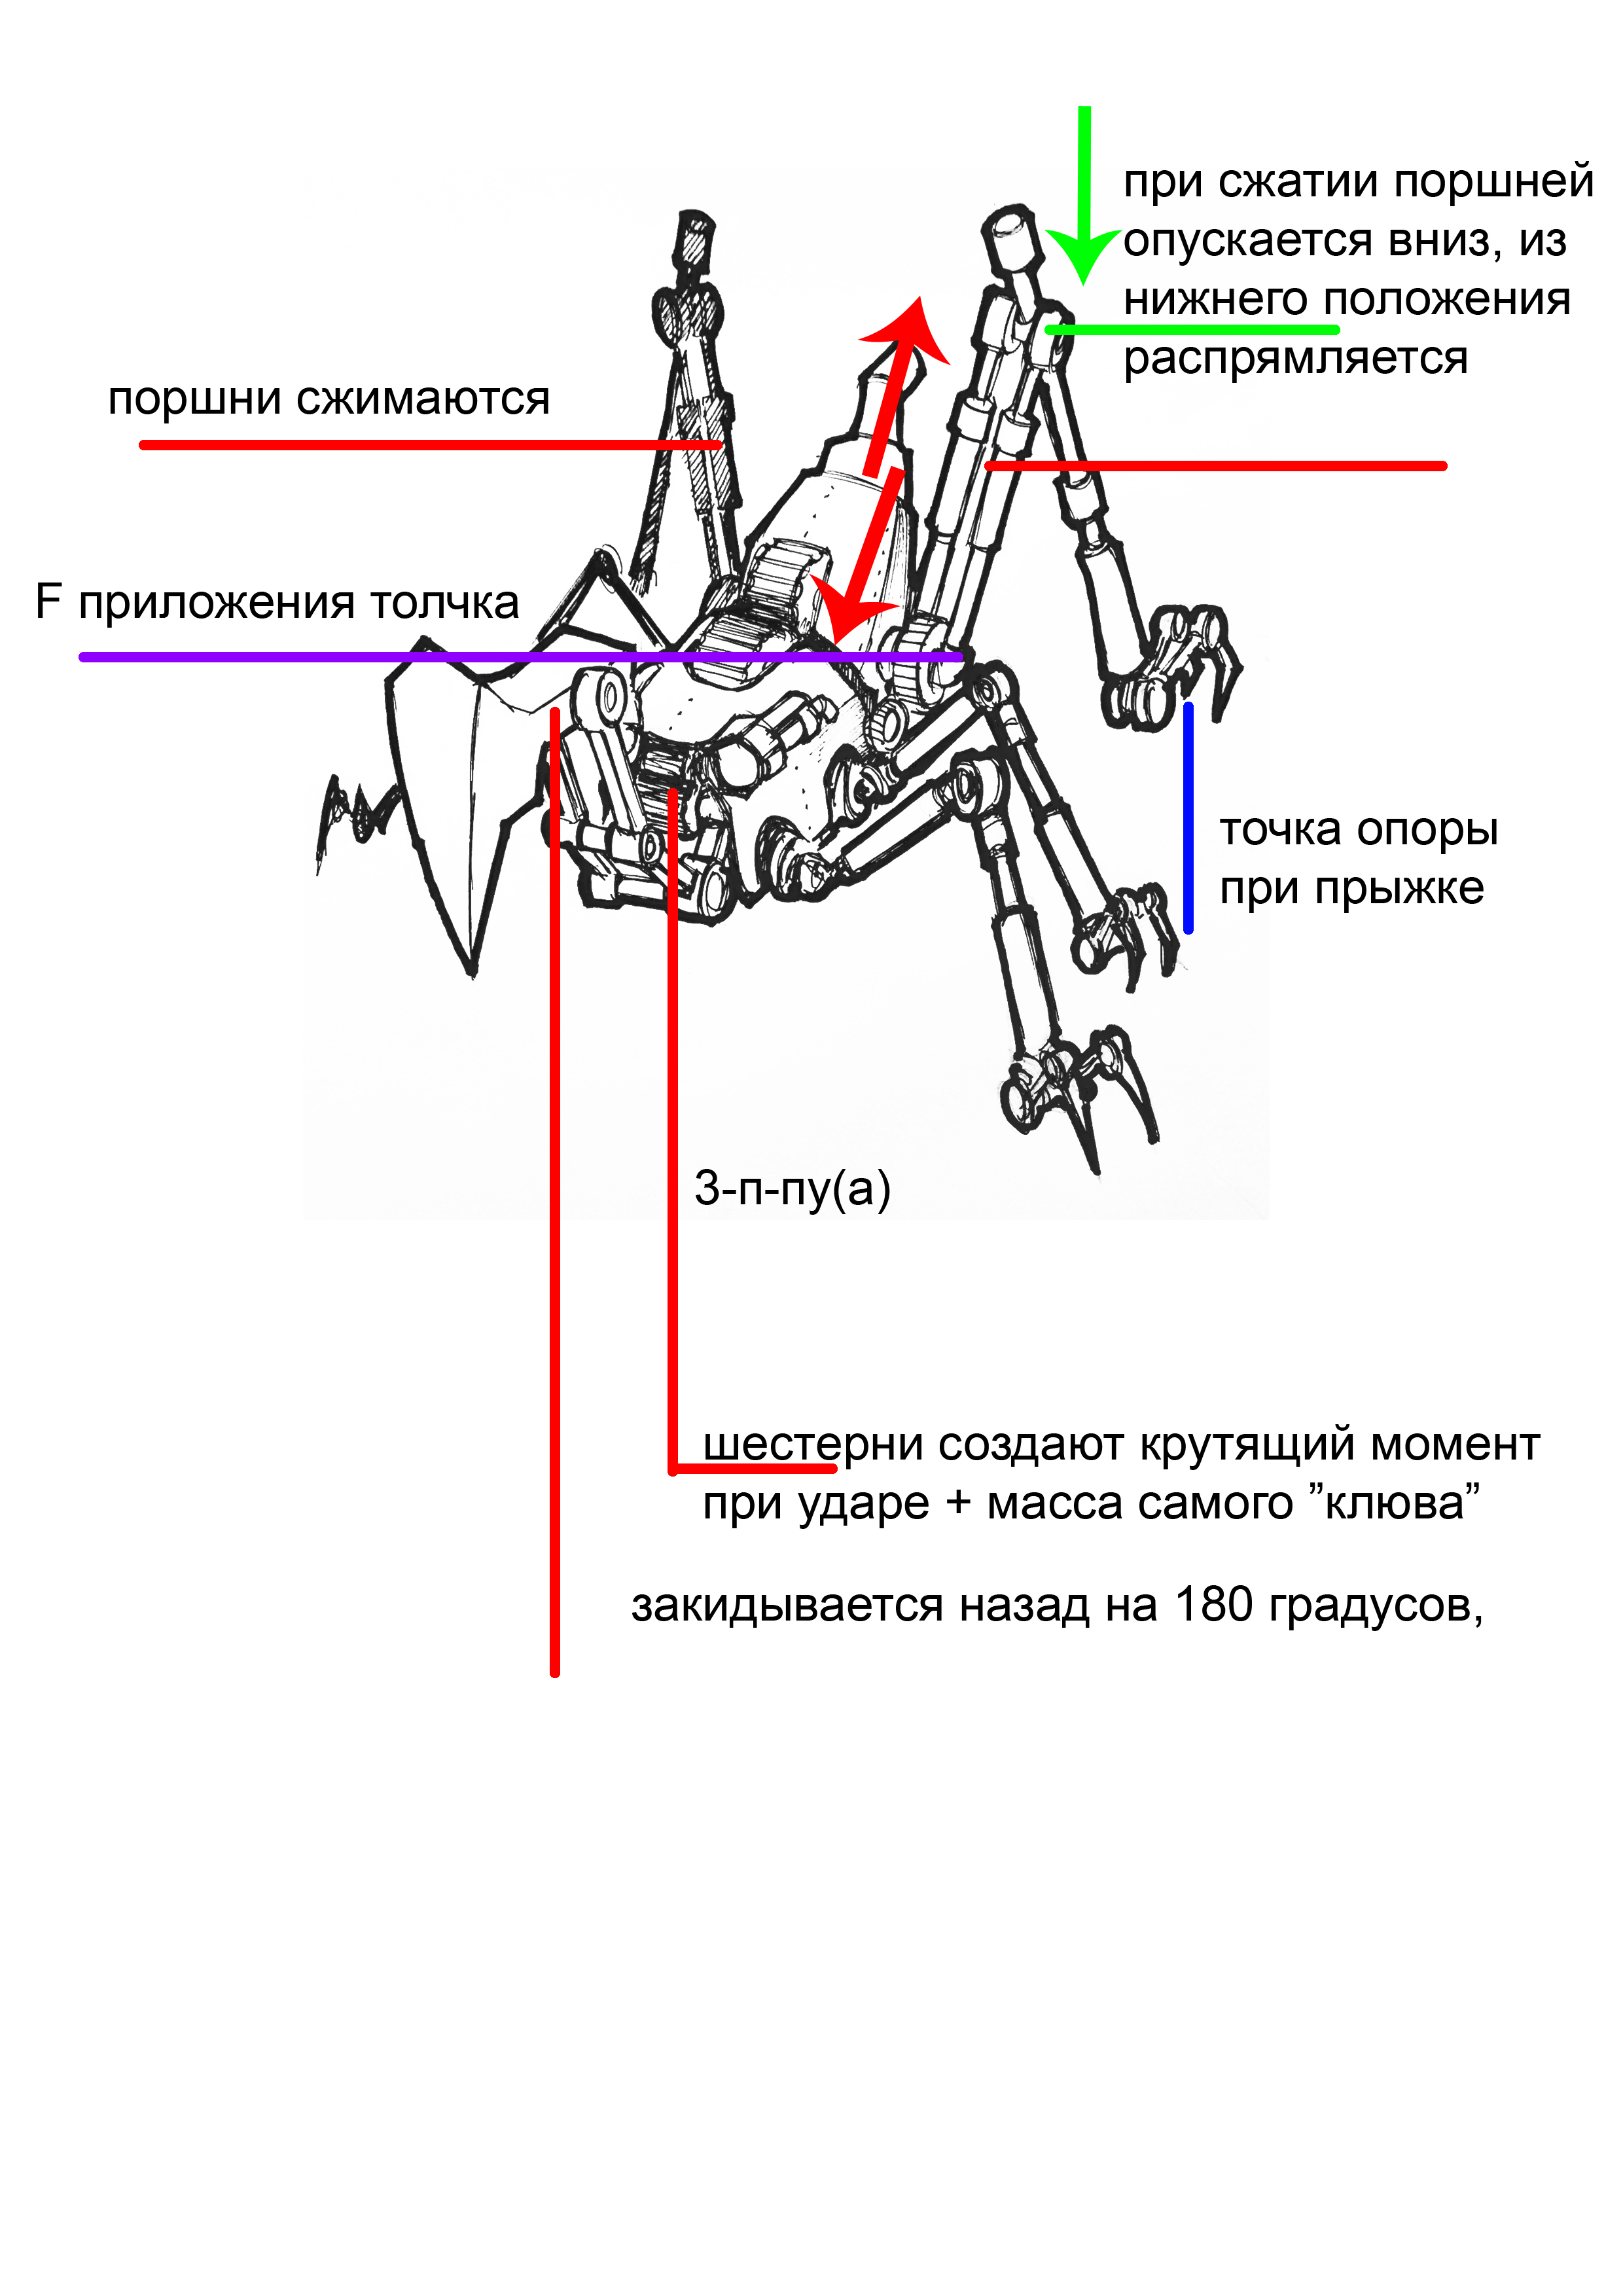 при сжатии поршней
опускается вниз, из
нижнего положения
распрямляется
поршни сжимаются
F приложения толчка
точка опоры
при прыжке
3-п-пу(а)
шестерни создают крутящий момент
при ударе + масса самого ”клюва”
закидывается назад на 180 градусов,